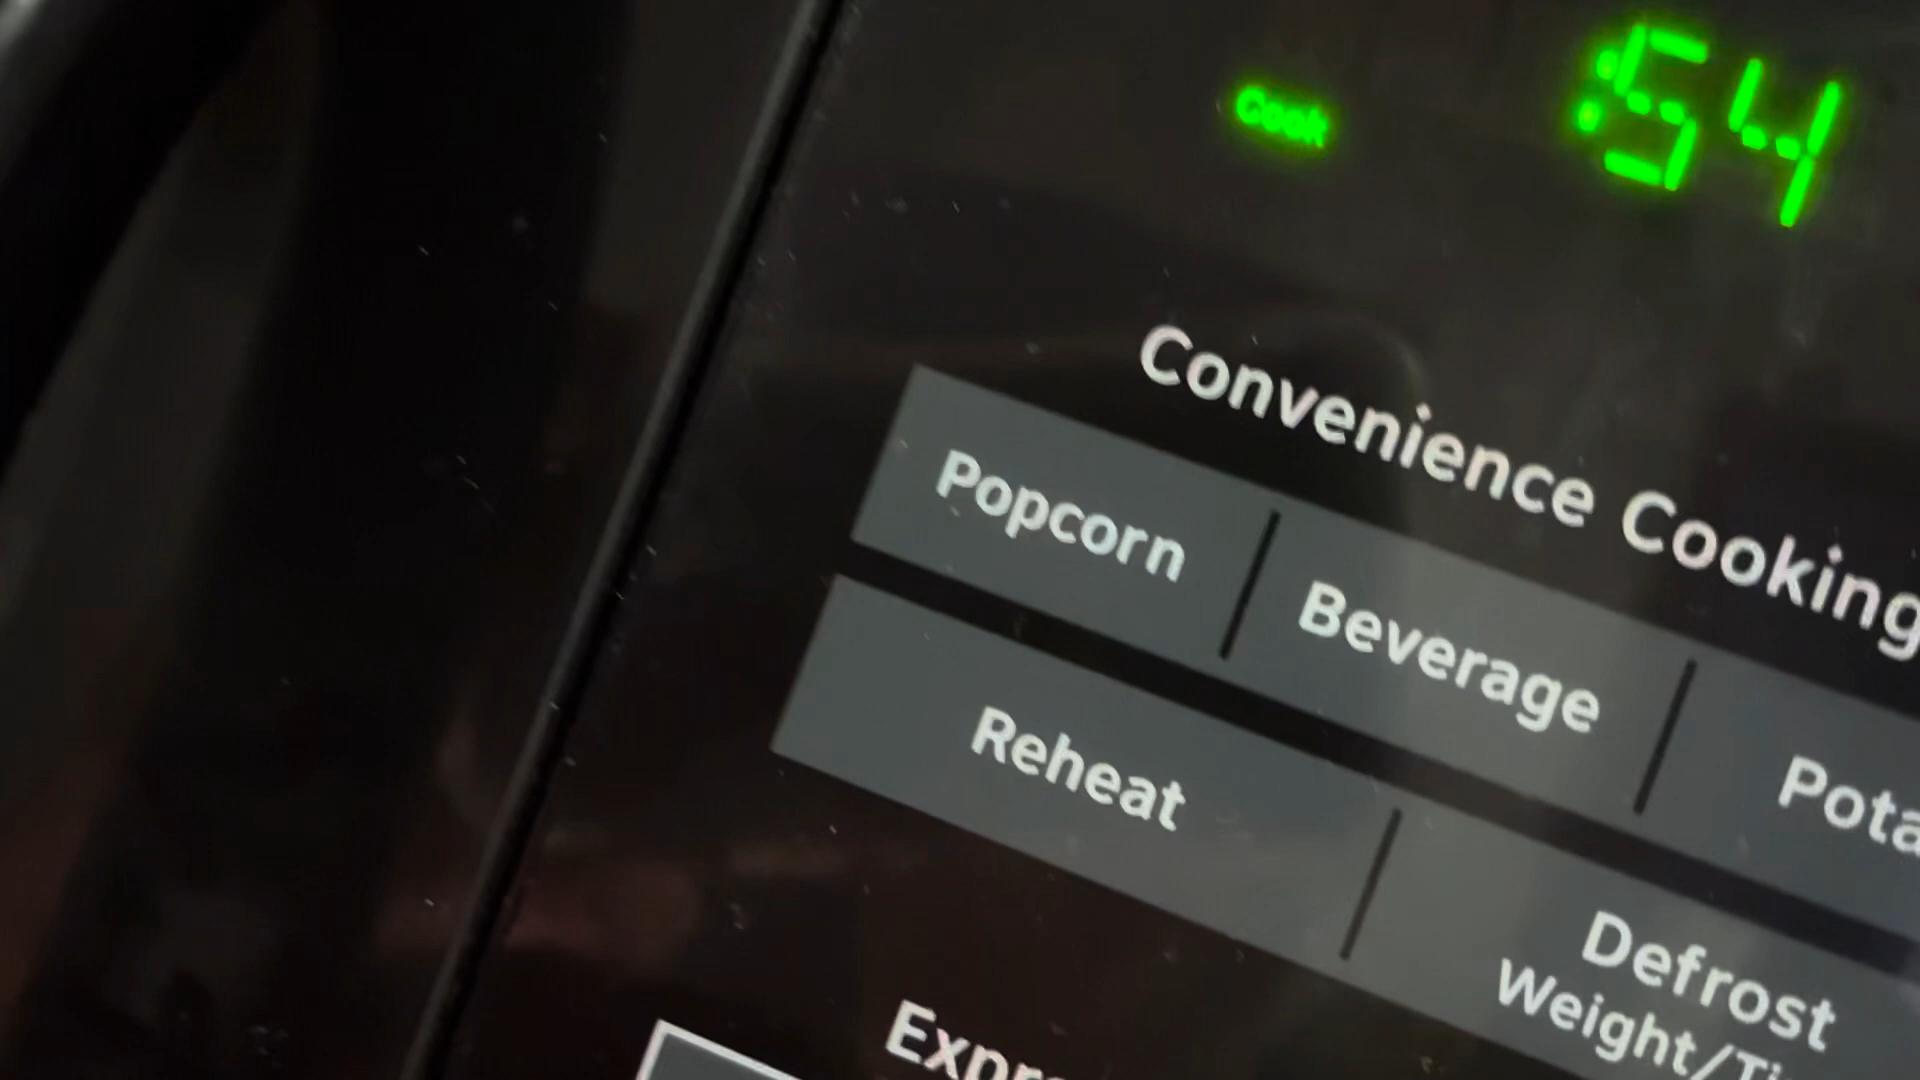 Cook :54
Convenience Cooking
Popcorn Beverage Pota
Reheat Defrost
Weight/Ti
Expr